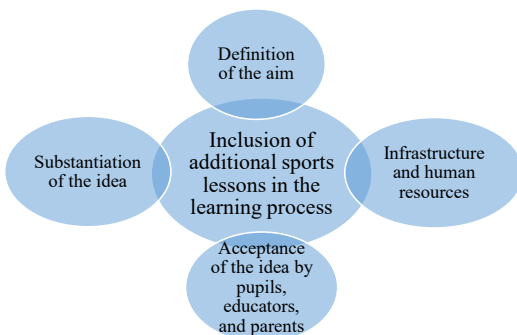 Definition
of the aim
Substantiation
of the idea
Inclusion of
additional sports
lessons in the
learning process
Infrastructure
and human
resources
Acceptance
of the idea by
pupils,
educators,
and parents